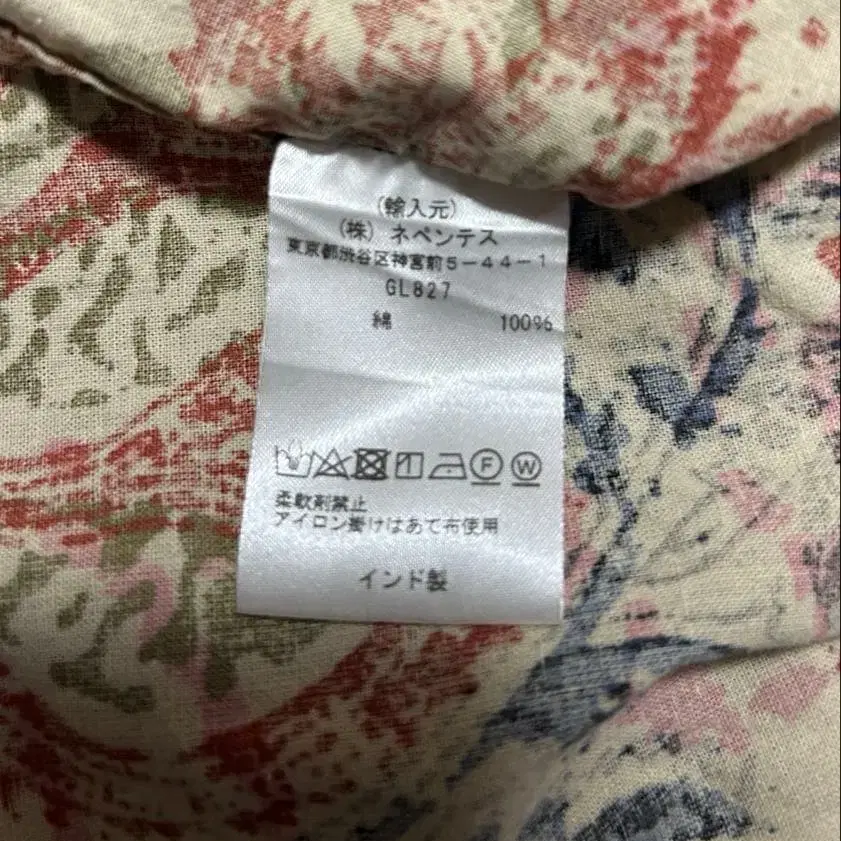 (輸入元)
(株) ネペンテス
東京都渋谷区神宮前5-44-1
GL827
綿 100%
F W
柔軟剤禁止
アイロン掛けはあて布使用
インド製